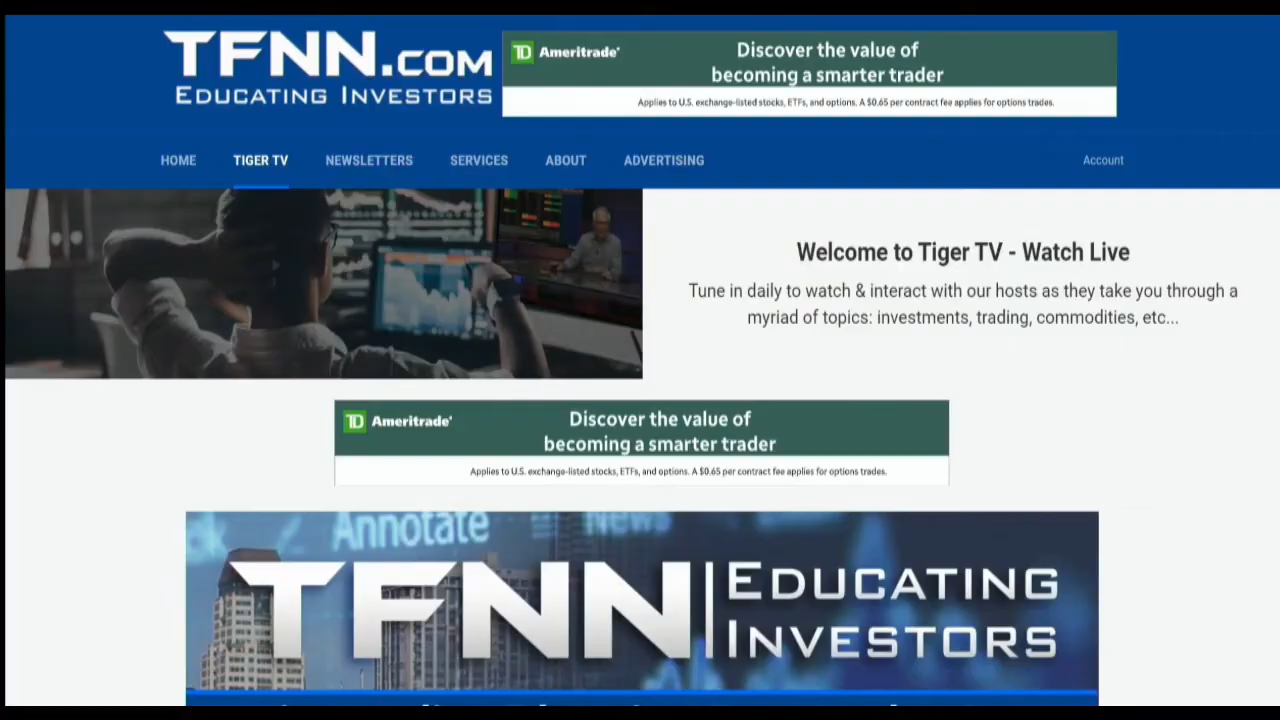 TFNN.COM
EDUCATING INVESTORS
TD Ameritrade
Discover the value of
becoming a smarter trader
Applies to U.S. exchange-listed stocks, ETFs, and options. A $0.65 per contract fee applies for options trades.
HOME TIGER TV NEWSLETTERS SERVICES ABOUT ADVERTISING Account
Welcome to Tiger TV - Watch Live
Tune in daily to watch & interact with our hosts as they take you through a
myriad of topics: investments, trading, commodities, etc...
TD Ameritrade
Discover the value of
becoming a smarter trader
Applies to U.S. exchange-listed stocks, ETFs, and options. A $0.65 per contract fee applies for options trades.
Annotate News
TFNN EDUCATING
INVESTORS